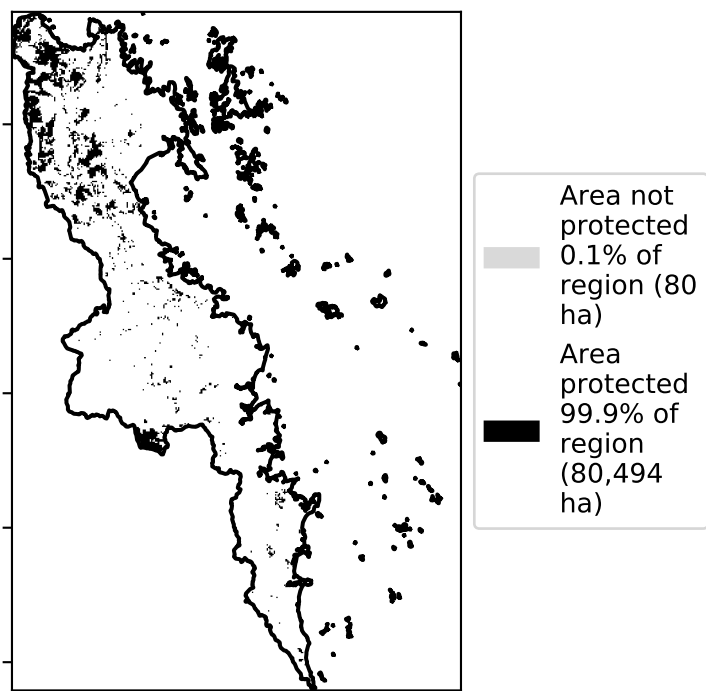 Area not
protected
0.1% of
region (80
ha)
Area
protected
99.9% of
region
(80,494
ha)